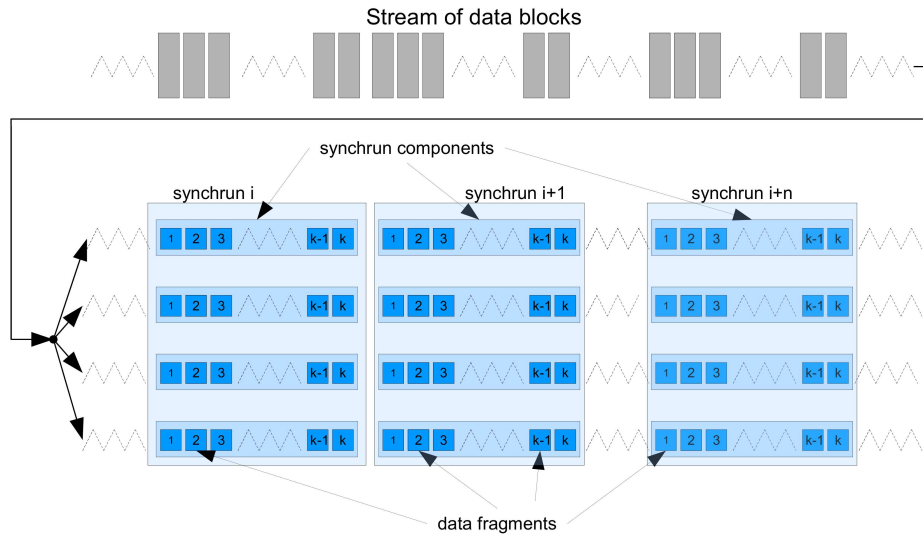 Stream of data blocks
synchrun components
synchrun i synchrun i+1 synchrun i+n
1 2 3 k-1 k 1 2 3 k-1 k 1 2 3 k-1 k
1 2 3 k-1 k 1 2 3 k-1 k 1 2 3 k-1 k
1 2 3 k-1 k 1 2 3 k-1 k 1 2 3 k-1 k
1 2 3 k-1 k 1 2 3 k-1 k 1 2 3 k-1 k
data fragments